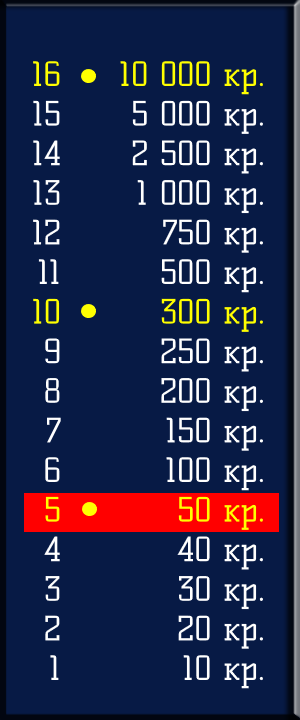 16 • 10 000 кр.
15 5 000 кр.
14 2 500 кр.
13 1 000 кр.
12 750 кр.
11 500 кр.
10 • 300 кр.
9 250 кр.
8 200 кр.
7 150 кр.
6 100 кр.
5 • 50 кр.
4 40 кр.
3 30 кр.
2 20 кр.
1 10 кр.